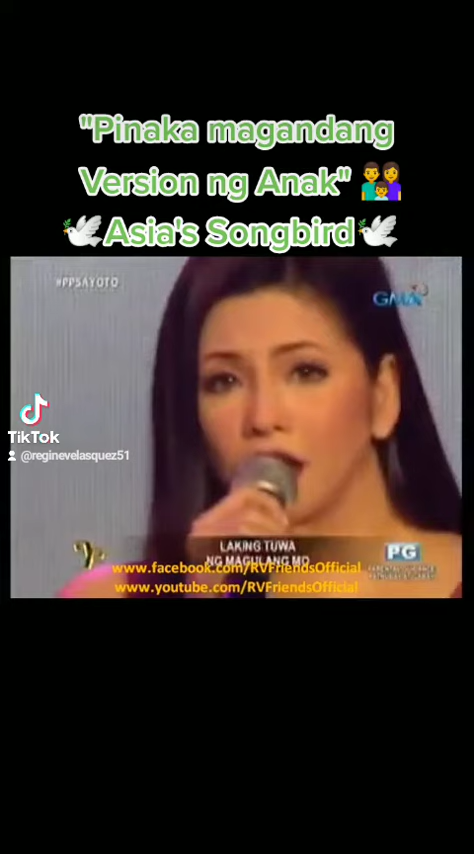 "Pinaka magandang
Version ng Anak"
Asia's Songbird
#PPSAYOTO
GMA
TikTok
@reginevelasquez51
LAKING TUWA
NG MAGULANG MO
PG
www.facebook.com/RVFriendsOfficial
www.youtube.com/RVFriendsOfficial